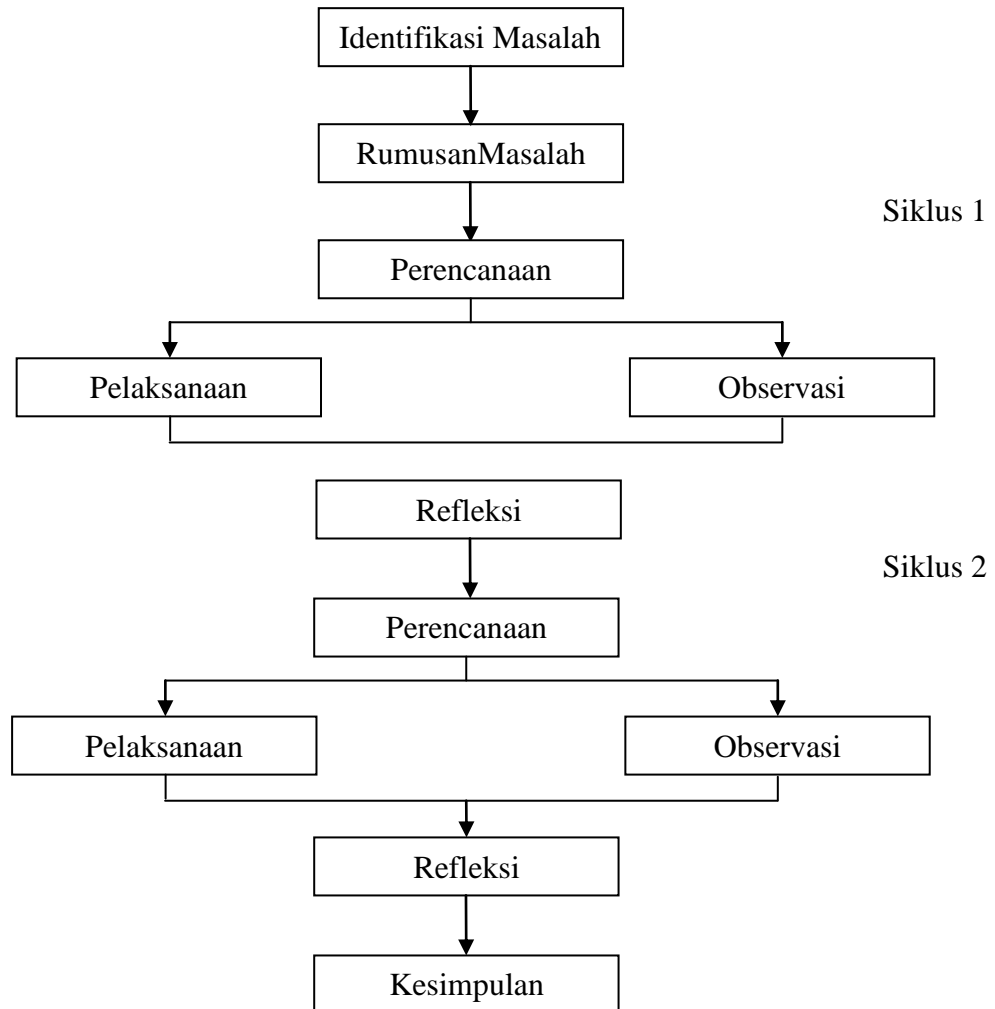 Identifikasi Masalah
RumusanMasalah
Siklus 1
Perencanaan
Pelaksanaan
Observasi
Refleksi
Siklus 2
Perencanaan
Pelaksanaan
Observasi
Refleksi
Kesimpulan